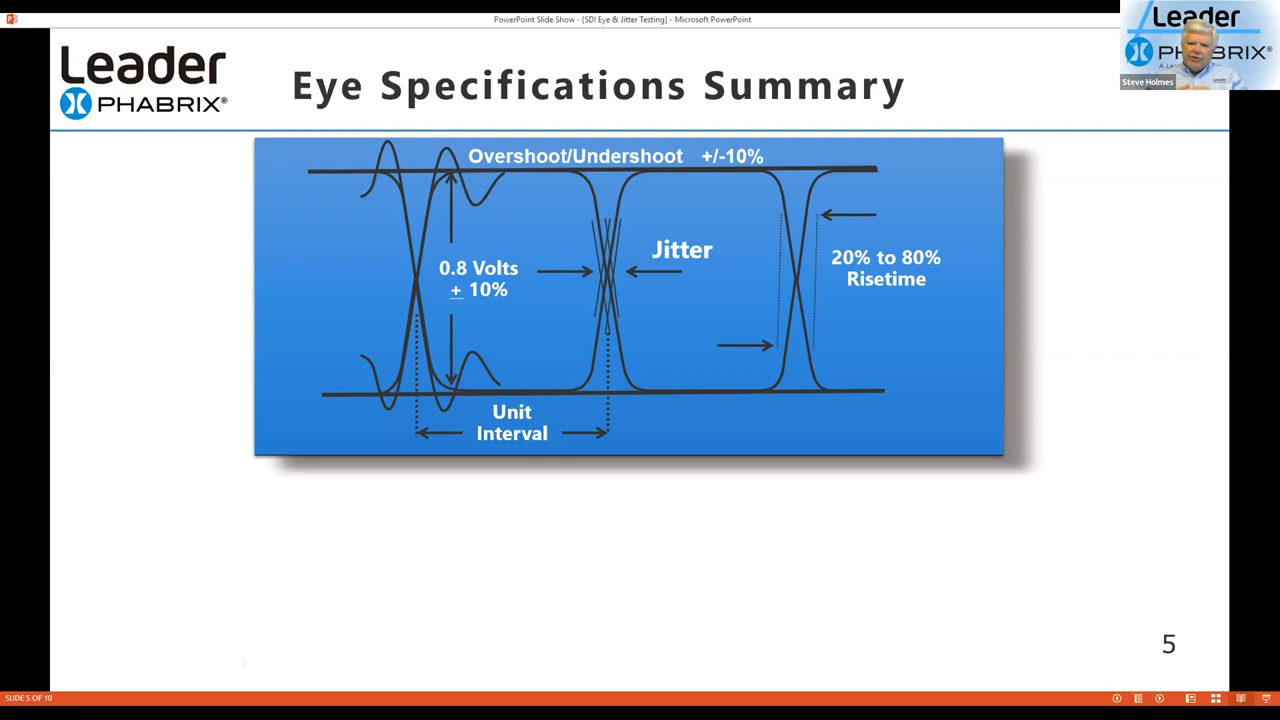 PowerPoint Slide Show - [SDI Eye & Jitter Testing] - Microsoft PowerPoint
Leader
PHABRIX®
Eye Specifications Summary
Leader
PHABRIX®
Steve Holmes
Overshoot/Undershoot +/-10%
Jitter
0.8 Volts
+ 10%
20% to 80%
Risetime
Unit
Interval
5
5
SLIDE 5 OF 10